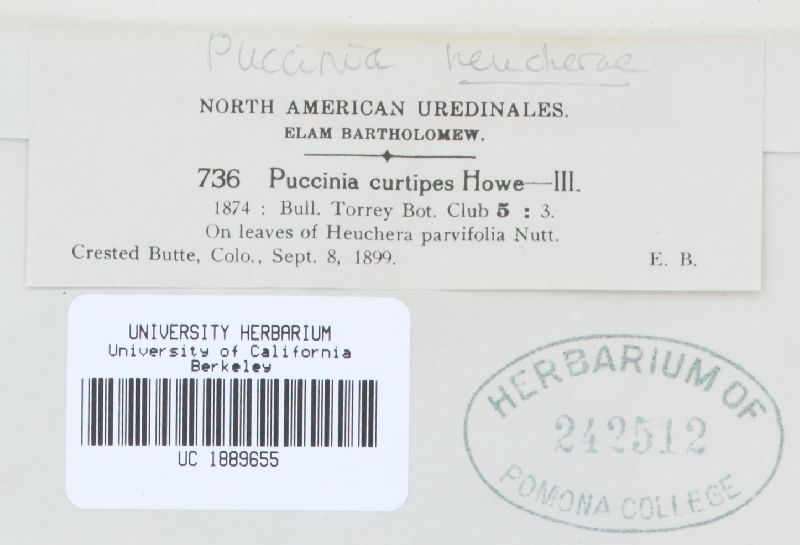 Puccinia heucherae
NORTH AMERICAN UREDINALES.
ELAM BARTHOLOMEW.
736 Puccinia curtipes Howe—III.
1874 : Bull. Torrey Bot. Club 5 : 3.
On leaves of Heuchera parvifolia Nutt.
Crested Butte, Colo., Sept. 8, 1899. E. B.
UNIVERSITY HERBARIUM
University of California
Berkeley
UC 1889655
HERBARIUM OF
242512
POMONA COLLEGE